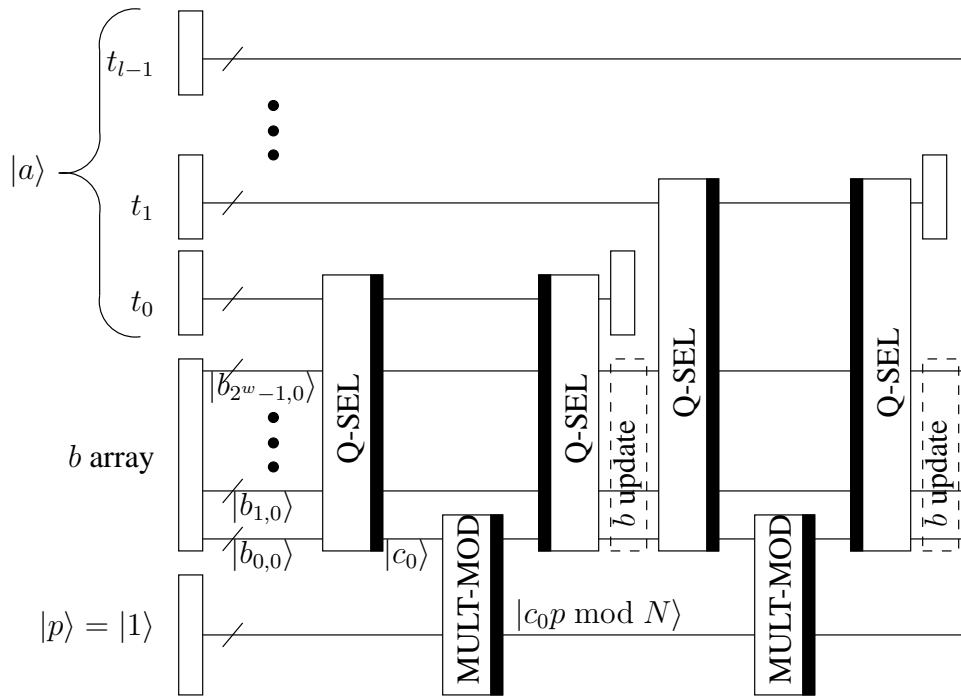 t_{l−1}
|a⟩
t_1
t_0
Q-SEL
Q-SEL
Q-SEL
Q-SEL
|b_{2^w−1,0}⟩
b array
b update
b update
|b_{1,0}⟩
|b_{0,0}⟩
|c_0⟩
MULT-MOD
MULT-MOD
|p⟩ = |1⟩
|c_0p mod N⟩